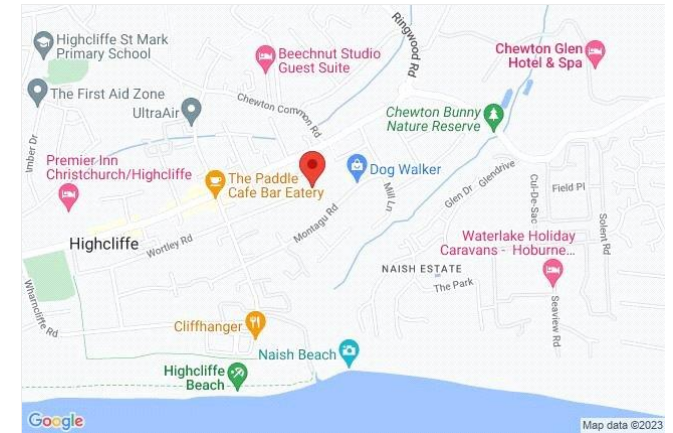 Highcliffe St Mark
Primary School
Ringwood Rd
Beechnut Studio
Guest Suite
Chewton Glen
Hotel & Spa
The First Aid Zone
UltraAir
Chewton Common Rd
Chewton Bunny
Nature Reserve
Imber Dr
Premier Inn
Christchurch/Highcliffe
The Paddle
Cafe Bar Eatery
Dog Walker
Mill Ln
Glen Dr
Glendrive
Cul-De-Sac
Field Pl
Solent Rd
Highcliffe
Wortley Rd
Montagu Rd
Waterlake Holiday
Caravans - Hoburne...
NAISH ESTATE
The Park
Seaview Rd
Wharncliffe Rd
Cliffhanger
Naish Beach
Highcliffe
Beach
Google
Map data ©2023